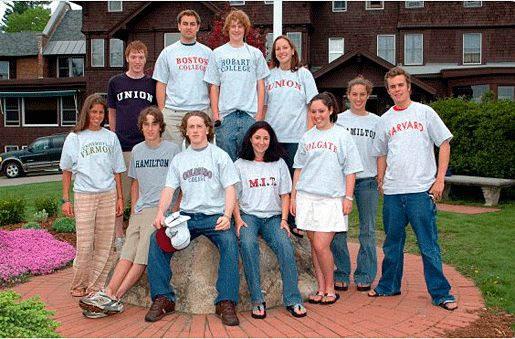 UNION
BOSTON
COLLEGE
HOBART
COLLEGE
UNION
UNIVERSITY
VERMONT
HAMILTON
COLORADO
COLLEGE
M.I.T.
COLGATE
HAMILTON
HARVARD